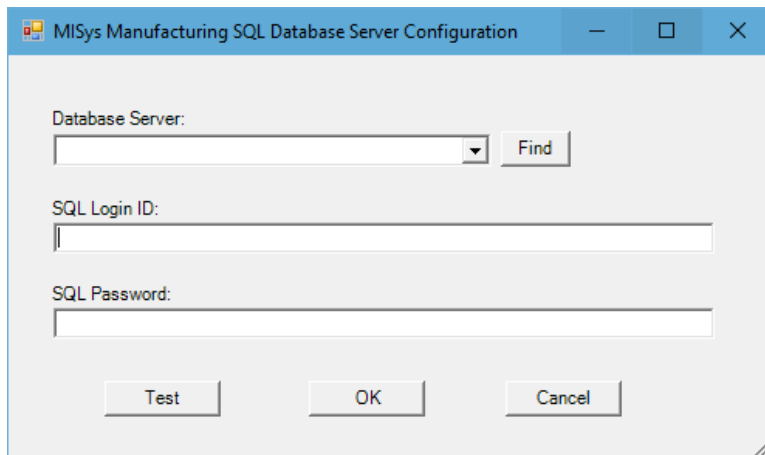 MISys Manufacturing SQL Database Server Configuration
Database Server:
Find
SQL Login ID:
SQL Password:
Test OK Cancel